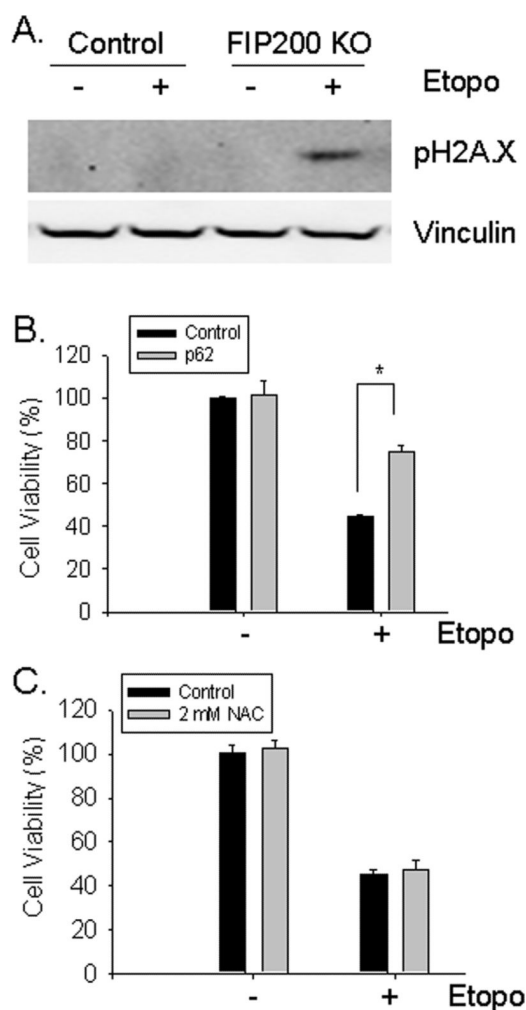 A.
Control FIP200 KO
- + - + Etopo
pH2A.X
Vinculin
B.
Control
p62
120
100
80
60
40
20
0
Cell Viability (%)
*
- + Etopo
C.
Control
2 mM NAC
120
100
80
60
40
20
0
Cell Viability (%)
- + Etopo